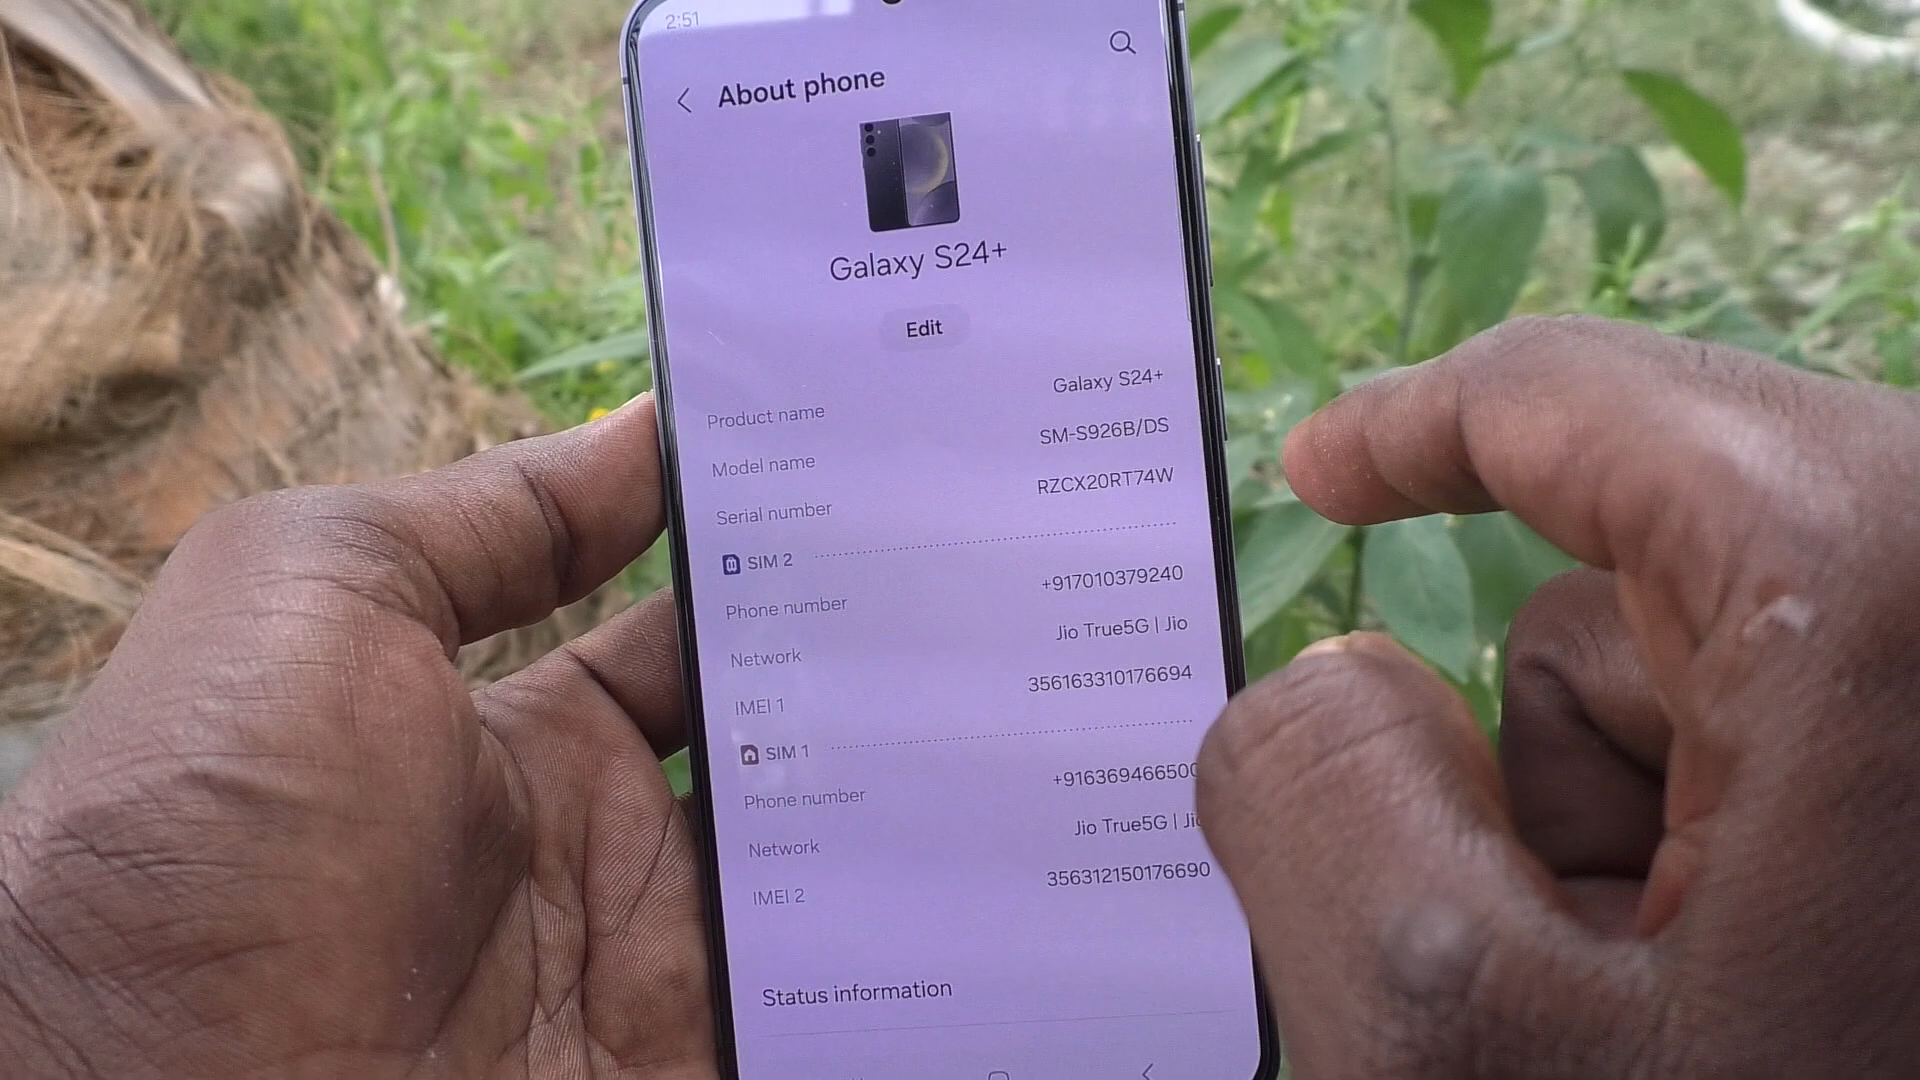 2:51
About phone
Galaxy S24+
Edit
Product name Galaxy S24+
Model name SM-S926B/DS
Serial number RZCX20RT74W
SIM 2
Phone number +917010379240
Network Jio True5G | Jio
IMEI 1 356163310176694
SIM 1
Phone number +916369466500
Network Jio True5G | Jio
IMEI 2 356312150176690
Status information